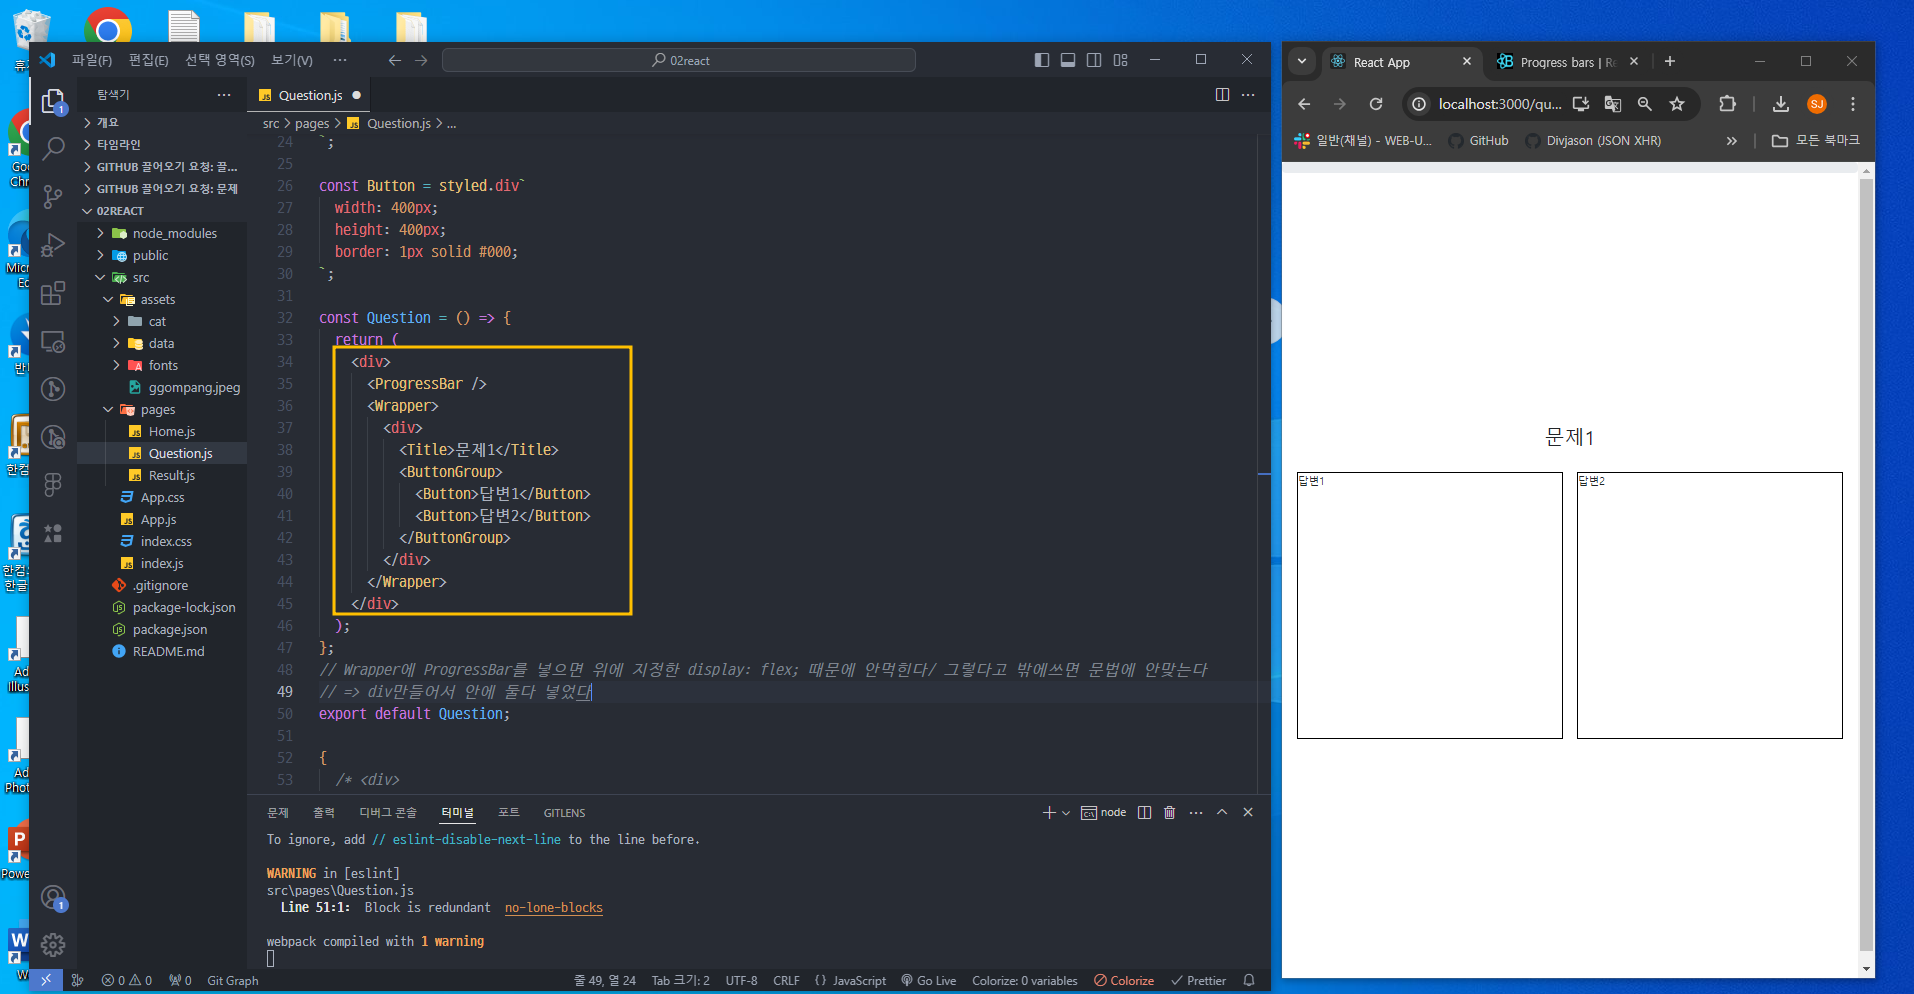 파일(F) 편집(E) 선택 영역(S) 보기(V) ··· 02react
탐색기 ···
1
개요
타임라인
GITHUB 끌어오기 요청: 끌...
GITHUB 끌어오기 요청: 문제
02REACT
node_modules
public
src
assets
cat
data
fonts
ggompang.jpeg
pages
Home.js
Question.js
Result.js
App.css
App.js
index.css
index.js
.gitignore
package-lock.json
package.json
README.md
1
Question.js
src > pages > Question.js > ...
24 `;
25
26 const Button = styled.div`
27 width: 400px;
28 height: 400px;
29 border: 1px solid #000;
30 `;
31
32 const Question = () => {
33 return (
34 <div>
35 <ProgressBar />
36 <Wrapper>
37 <div>
38 <Title>문제1</Title>
39 <ButtonGroup>
40 <Button>답변1</Button>
41 <Button>답변2</Button>
42 </ButtonGroup>
43 </div>
44 </Wrapper>
45 </div>
46 );
47 };
48 // Wrapper에 ProgressBar를 넣으면 위에 지정한 display: flex; 때문에 안먹힌다/ 그렇다고 밖에쓰면 문법에 안맞는다
49 // => div만들어서 안에 둘다 넣었다
50 export default Question;
51
52 {
53 /* <div>
문제 출력 디버그 콘솔 터미널 포트 GITLENS node
To ignore, add // eslint-disable-next-line to the line before.
WARNING in [eslint]
src\pages\Question.js
Line 51:1: Block is redundant no-lone-blocks
webpack compiled with 1 warning
0 0 0 Git Graph 줄 49, 열 24 Tab 크기: 2 UTF-8 CRLF {} JavaScript Go Live Colorize: 0 variables Colorize Prettier
React App Progress bars | Re
localhost:3000/qu... SJ
일반(채널) - WEB-U... GitHub Divjason (JSON XHR) » 모든 북마크
문제1
답변1 답변2